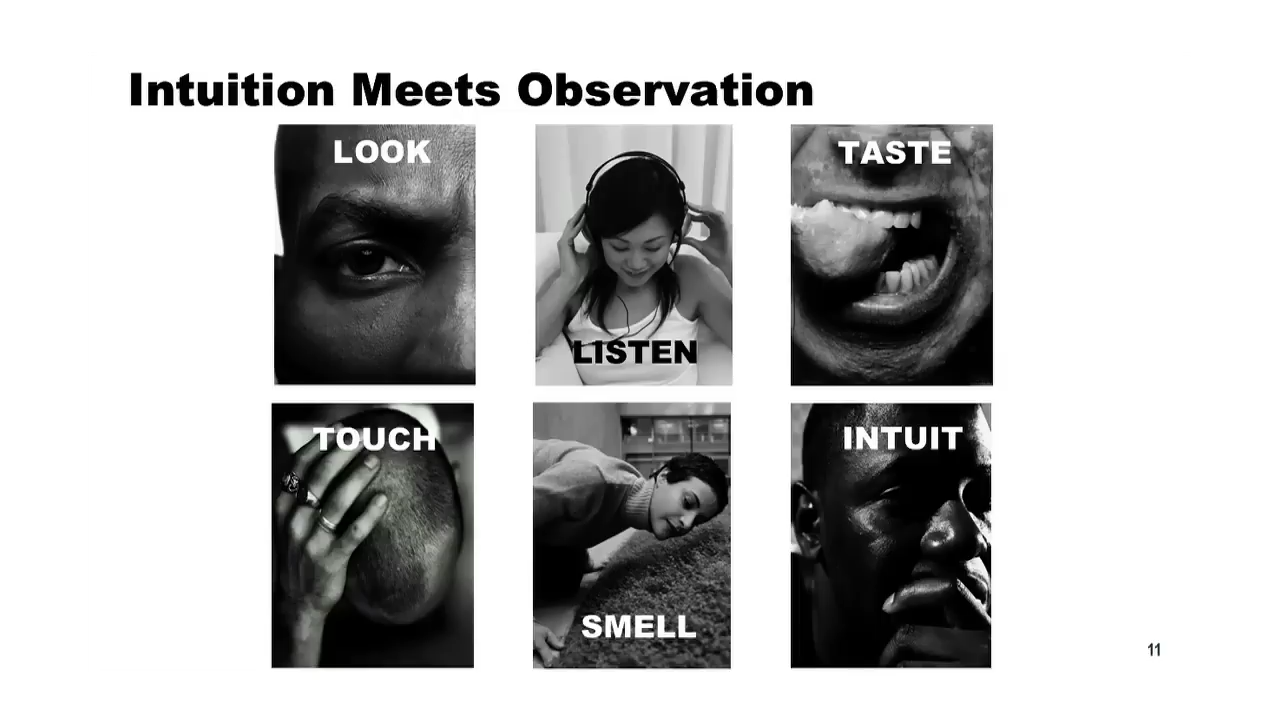 Intuition Meets Observation
LOOK
LISTEN
TASTE
TOUCH
SMELL
INTUIT
11